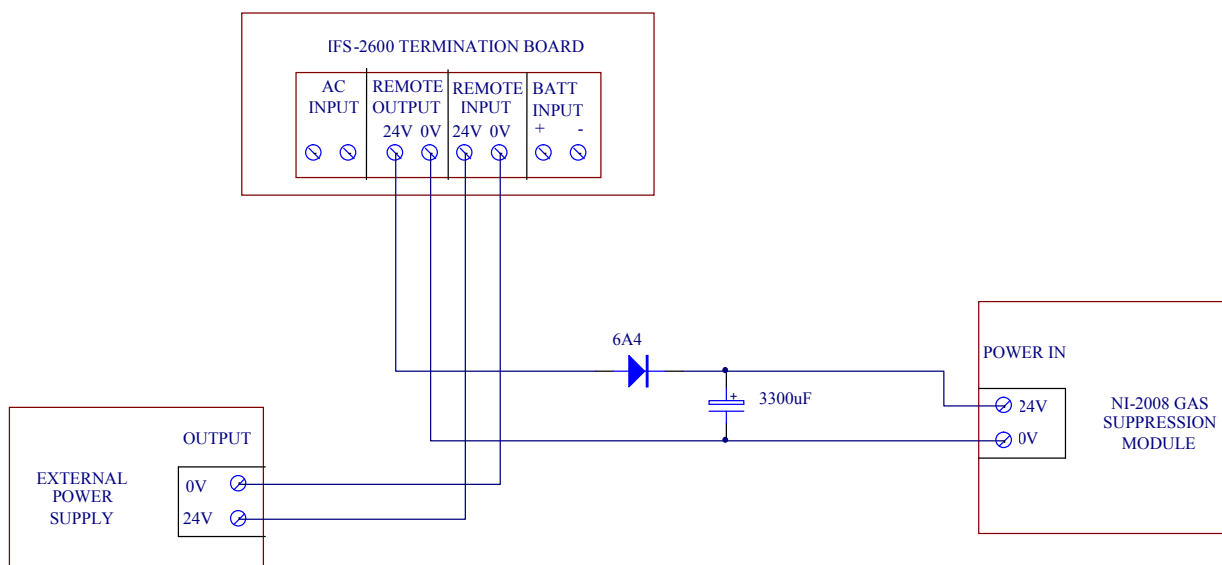 IFS-2600 TERMINATION BOARD
AC INPUT
REMOTE OUTPUT
REMOTE INPUT
BATT INPUT
24V 0V 24V 0V + -
6A4
+
3300uF
POWER IN
24V
0V
NI-2008 GAS
SUPPRESSION
MODULE
OUTPUT
0V
24V
EXTERNAL
POWER
SUPPLY